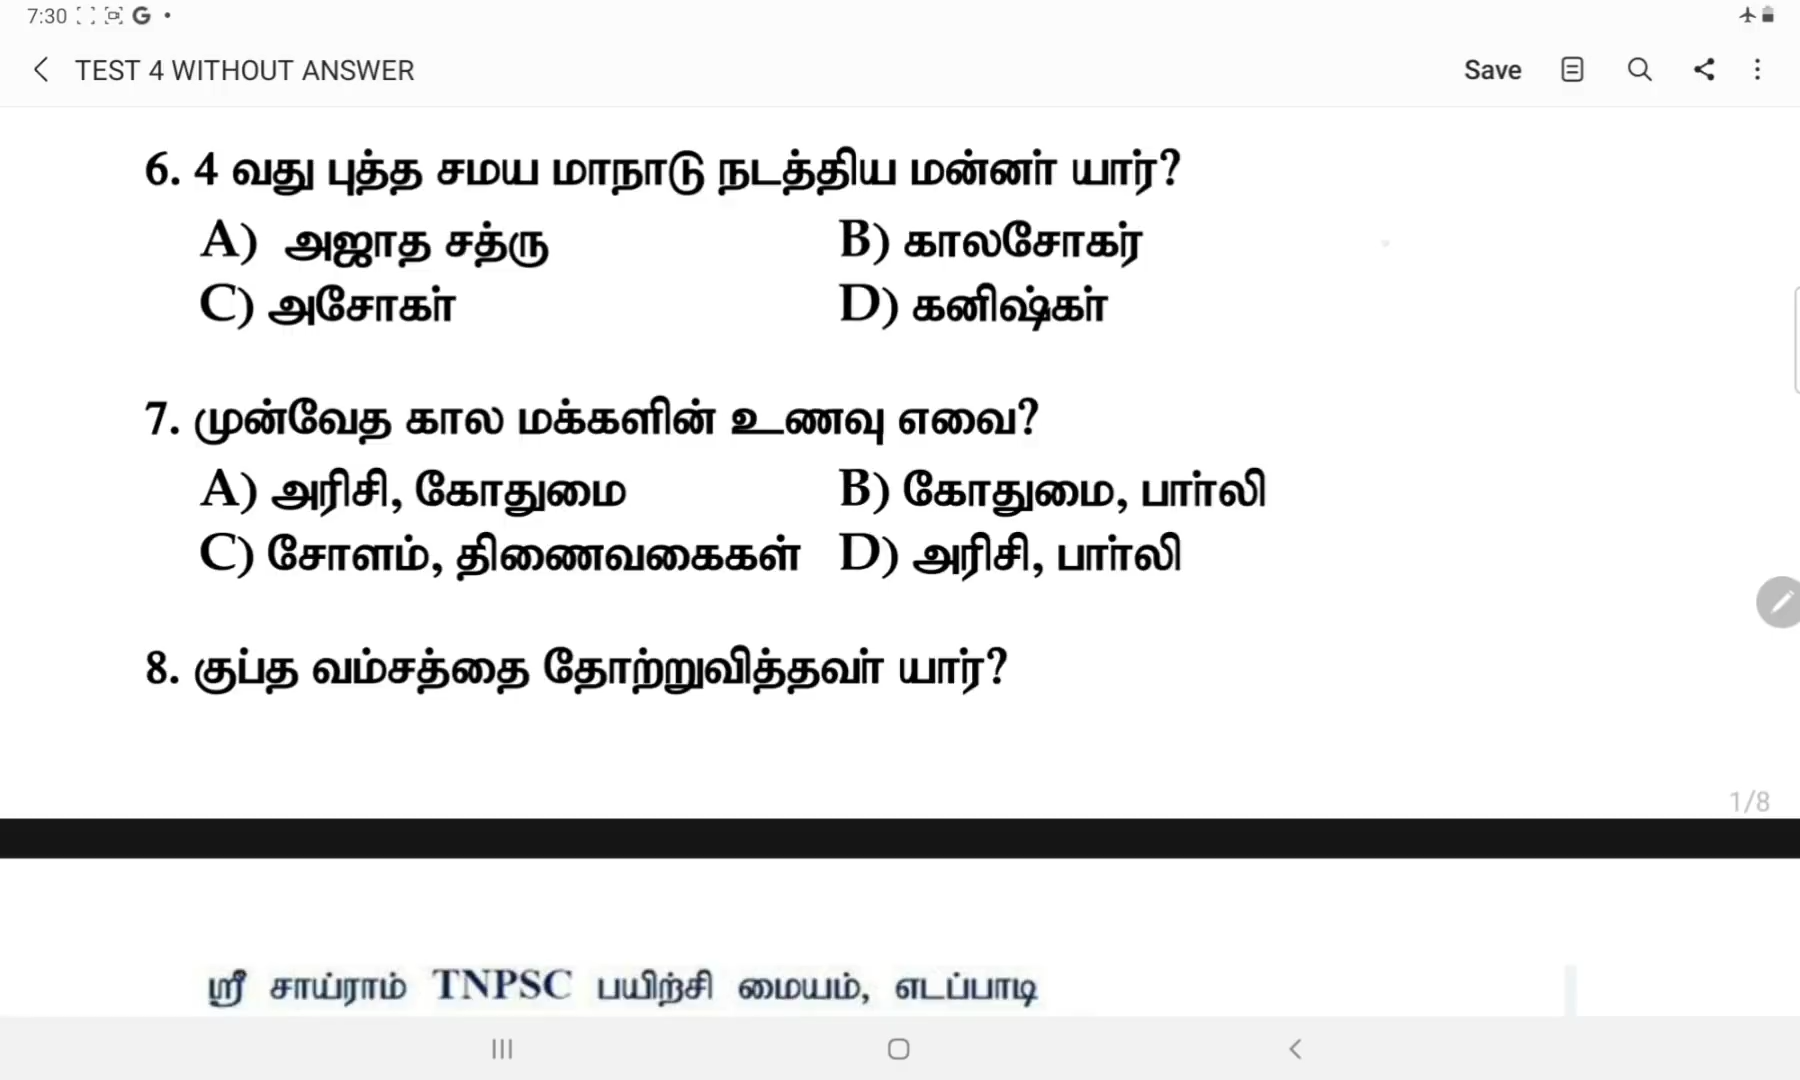 7:30
TEST 4 WITHOUT ANSWER
Save
6. 4 வது புத்த சமய மாநாடு நடத்திய மன்னர் யார்?
A) அஜாத சத்ரு B) காலசோகர்
C) அசோகர் D) கனிஷ்கர்
7. முன்வேத கால மக்களின் உணவு எவை?
A) அரிசி, கோதுமை B) கோதுமை, பார்லி
C) சோளம், திணைவகைகள் D) அரிசி, பார்லி
8. குப்த வம்சத்தை தோற்றுவித்தவர் யார்?
1/8
ஸ்ரீ சாய்ராம் TNPSC பயிற்சி மையம், எடப்பாடி